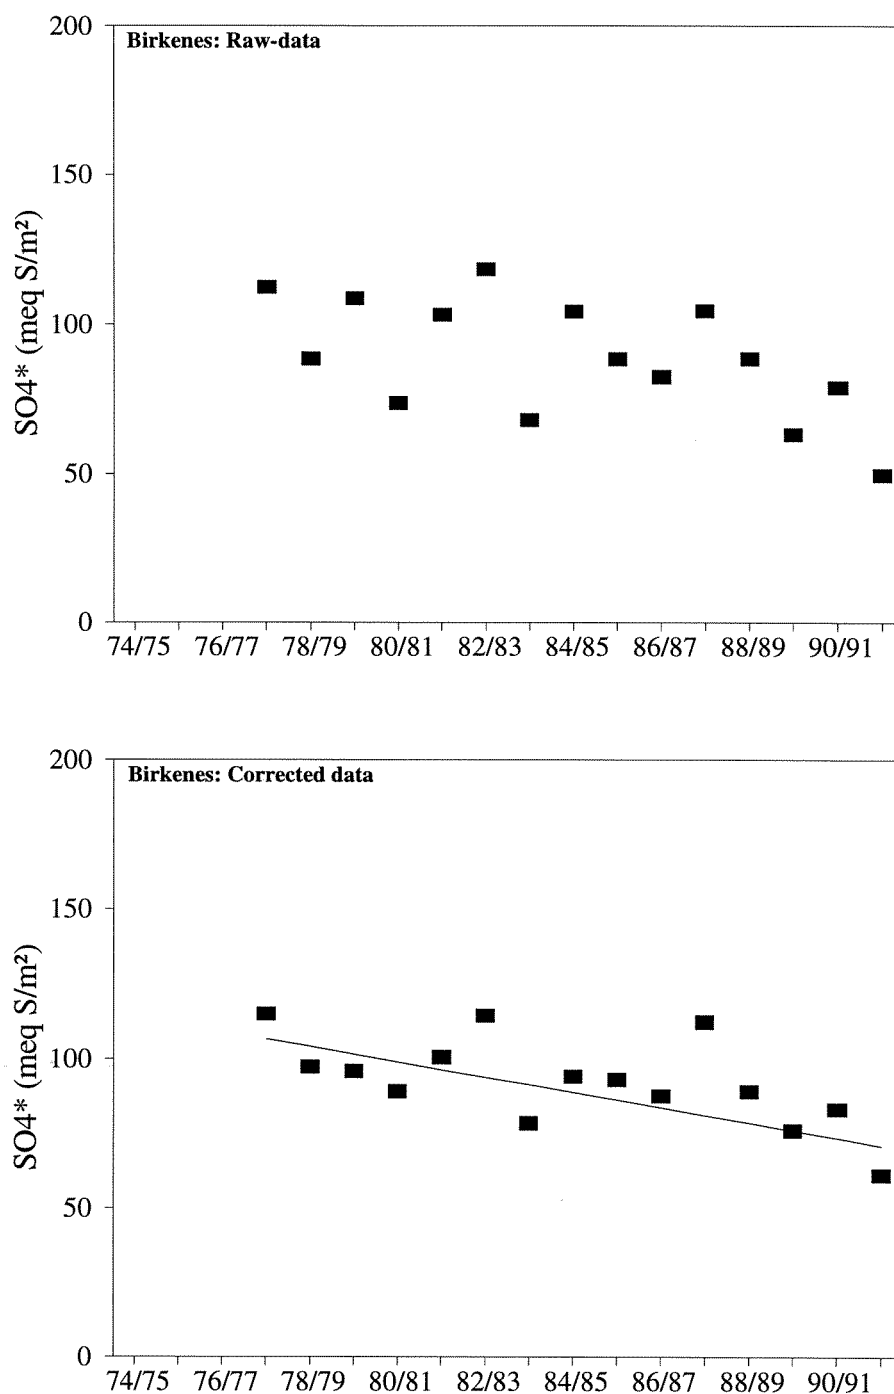 200
Birkenes: Raw-data
150
SO4* (meq S/m²)
100
50
0
74/75 76/77 78/79 80/81 82/83 84/85 86/87 88/89 90/91
200
Birkenes: Corrected data
150
SO4* (meq S/m²)
100
50
0
74/75 76/77 78/79 80/81 82/83 84/85 86/87 88/89 90/91